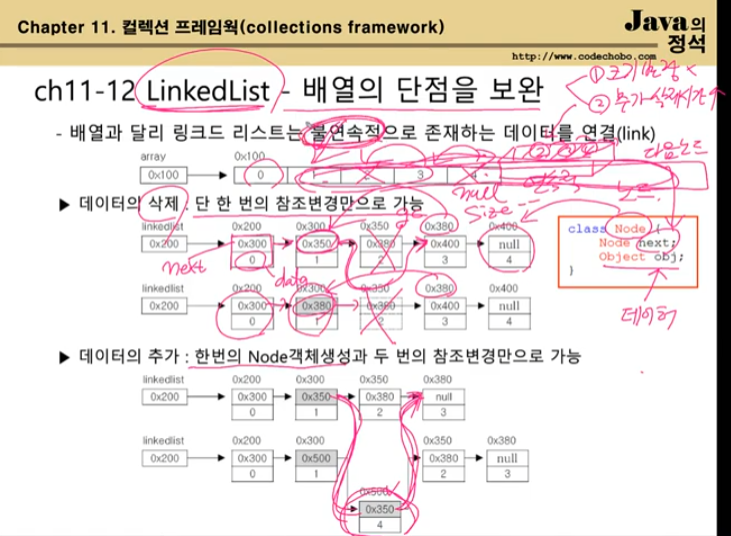 Chapter 11. 컬렉션 프레임웍(collections framework)
Java의 정석
http://www.codechobo.com
ch11-12 LinkedList - 배열의 단점을 보완
① 크기변경 ×
② 추가 삭제시간↑
- 배열과 달리 링크드 리스트는 불연속적으로 존재하는 데이터를 연결(link)
array 0x100
0x100 0 1 3
다음노드
연속적
▶ 데이터의 삭제 : 단 한 번의 참조변경만으로 가능
null
size--
노드
linkedlist 0x200 0x300 0x350 0x380 0x400
0x200 0x300 0x350 0x380 0x400 null
0 1 2 3 4
next
data
class Node {
Node next;
Object obj;
}
데이터
linkedlist 0x200 0x300 0x350 0x380 0x400
0x200 0x300 0x380 0x380 0x400 null
0 1 2 3 4
▶ 데이터의 추가 : 한번의 Node객체생성과 두 번의 참조변경만으로 가능
linkedlist 0x200 0x300 0x350 0x380
0x200 0x300 0x350 0x380 null
0 1 2 3
linkedlist 0x200 0x300 0x350 0x380
0x200 0x300 0x500 0x380 null
0 1 2 3
0x500
0x350
4